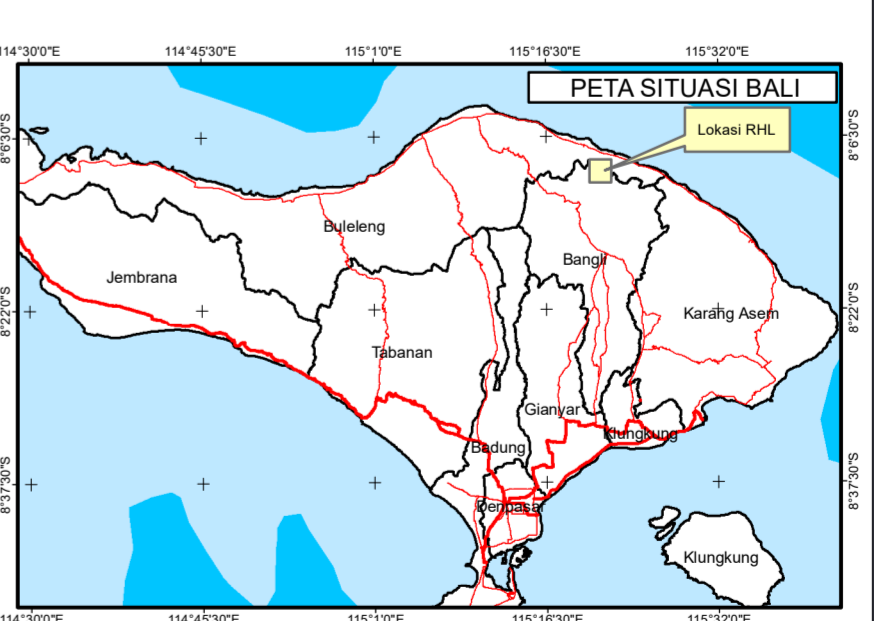 114°30'0"E 114°45'30"E 115°1'0"E 115°16'30"E 115°32'0"E
PETA SITUASI BALI
Lokasi RHL
8°6'30"S 8°6'30"S
Buleleng
Bangli
Jembrana
8°22'0"S 8°22'0"S
Karang Asem
Tabanan
Gianyar
Klungkung
Badung
8°37'30"S 8°37'30"S
Denpasar
Klungkung
114°30'0"E 114°45'30"E 115°1'0"E 115°16'30"E 115°32'0"E